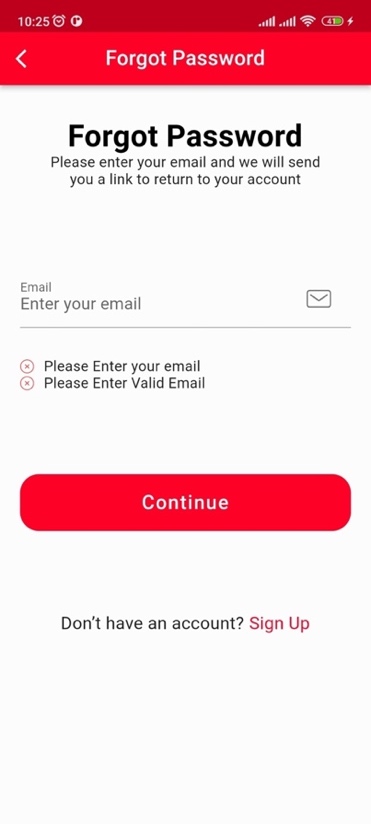 10:25
41
Forgot Password
Forgot Password
Please enter your email and we will send
you a link to return to your account
Email
Enter your email
Please Enter your email
Please Enter Valid Email
Continue
Don't have an account? Sign Up